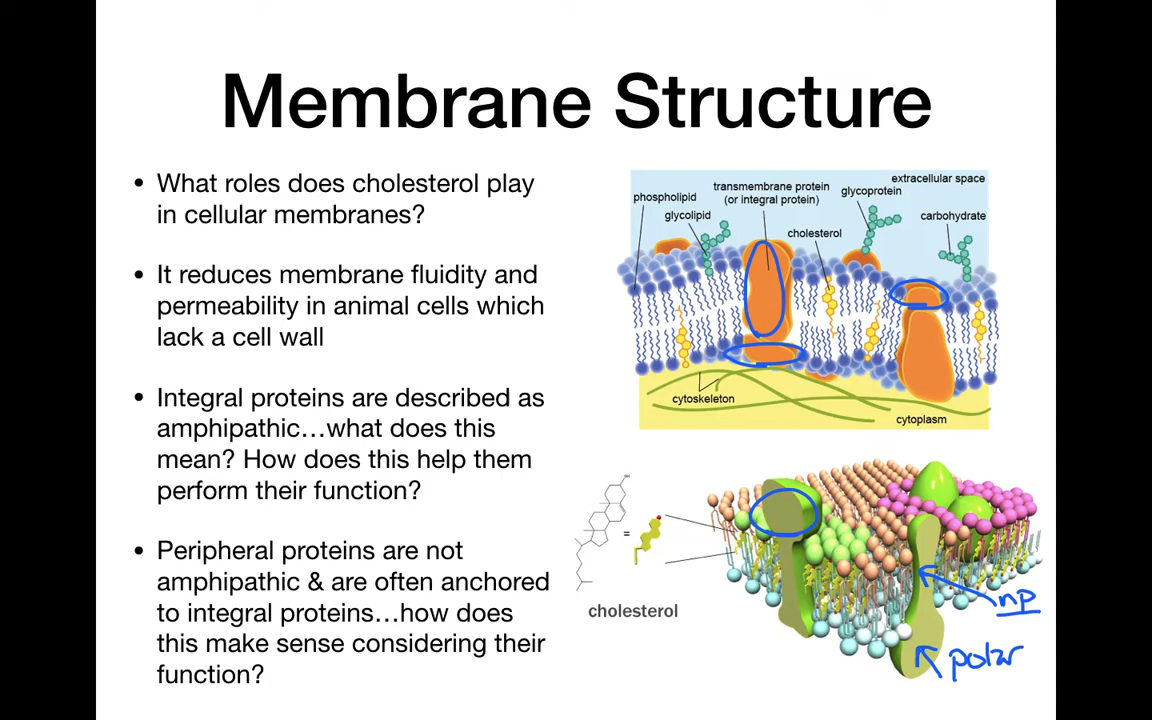 Membrane Structure
• What roles does cholesterol play
in cellular membranes?
• It reduces membrane fluidity and
permeability in animal cells which
lack a cell wall
• Integral proteins are described as
amphipathic…what does this
mean? How does this help them
perform their function?
• Peripheral proteins are not
amphipathic & are often anchored
to integral proteins…how does
this make sense considering their
function?
extracellular space
transmembrane protein
(or integral protein)
glycoprotein
phospholipid
glycolipid
carbohydrate
cholesterol
cytoskeleton
cytoplasm
=
cholesterol
np
polar